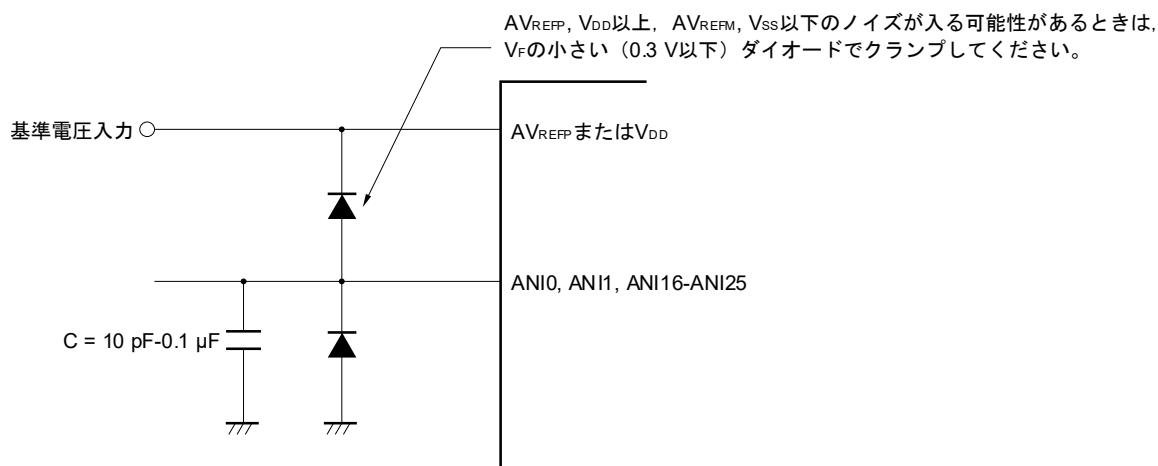 AVREFP, VDD以上，AVREFM, VSS以下のノイズが入る可能性があるときは，
VFの小さい（0.3 V以下）ダイオードでクランプしてください。
基準電圧入力
AVREFPまたはVDD
ANI0, ANI1, ANI16-ANI25
C = 10 pF-0.1 μF